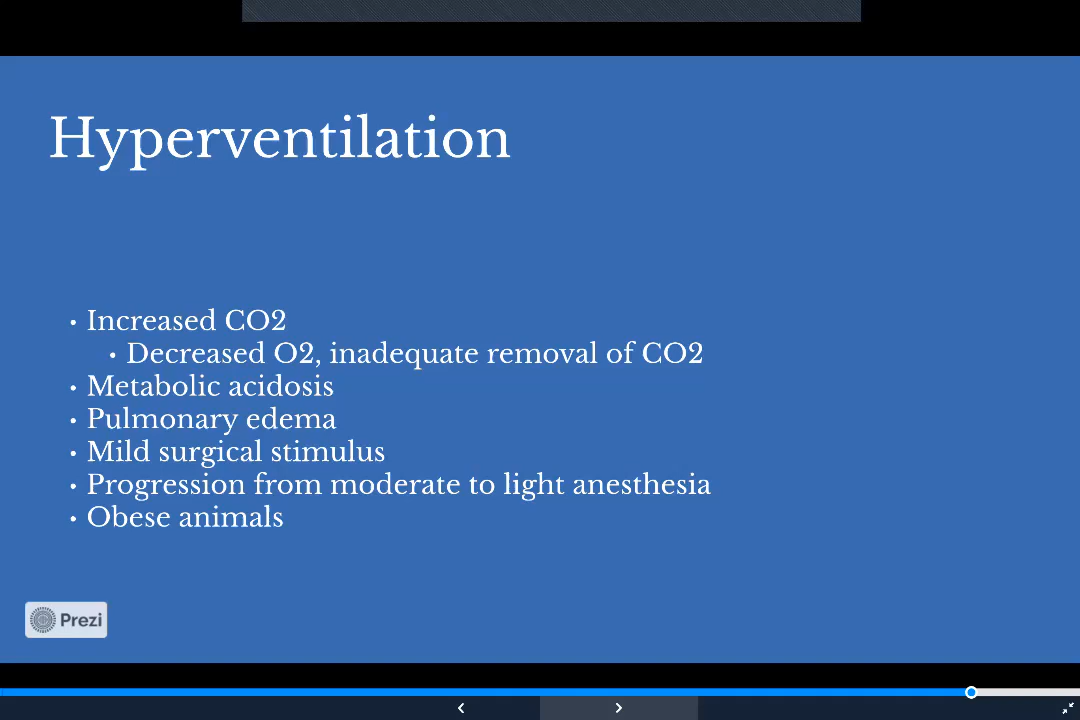 Hyperventilation
• Increased CO2
• Decreased O2, inadequate removal of CO2
• Metabolic acidosis
• Pulmonary edema
• Mild surgical stimulus
• Progression from moderate to light anesthesia
• Obese animals
Prezi